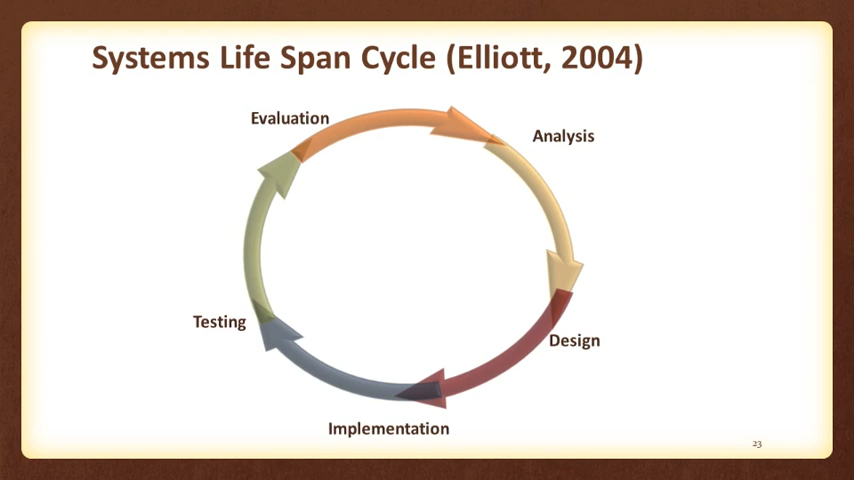 Systems Life Span Cycle (Elliott, 2004)
Evaluation
Analysis
Testing
Design
Implementation
23